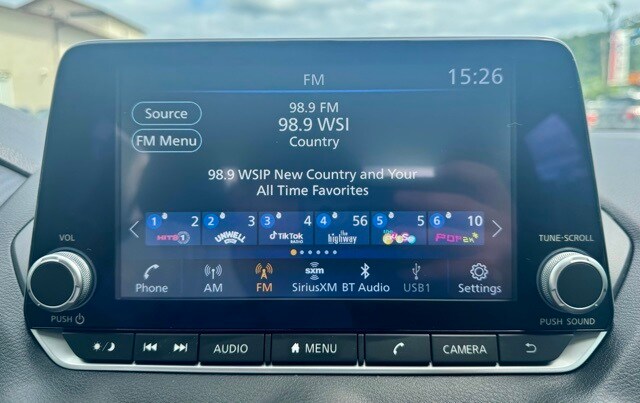 FM
15:26
Source
98.9 FM
98.9 WSI
FM Menu
Country
98.9 WSIP New Country and Your
All Time Favorites
1 2
2 3
3 4
4 56
5 5
6 10
HITS 1
UNWELL
TikTok
RADIO
the
highway
POP2K
VOL
TUNE-SCROLL
Phone
AM
FM
sxm
SiriusXM
BT Audio
USB1
Settings
PUSH
PUSH SOUND
AUDIO
MENU
CAMERA